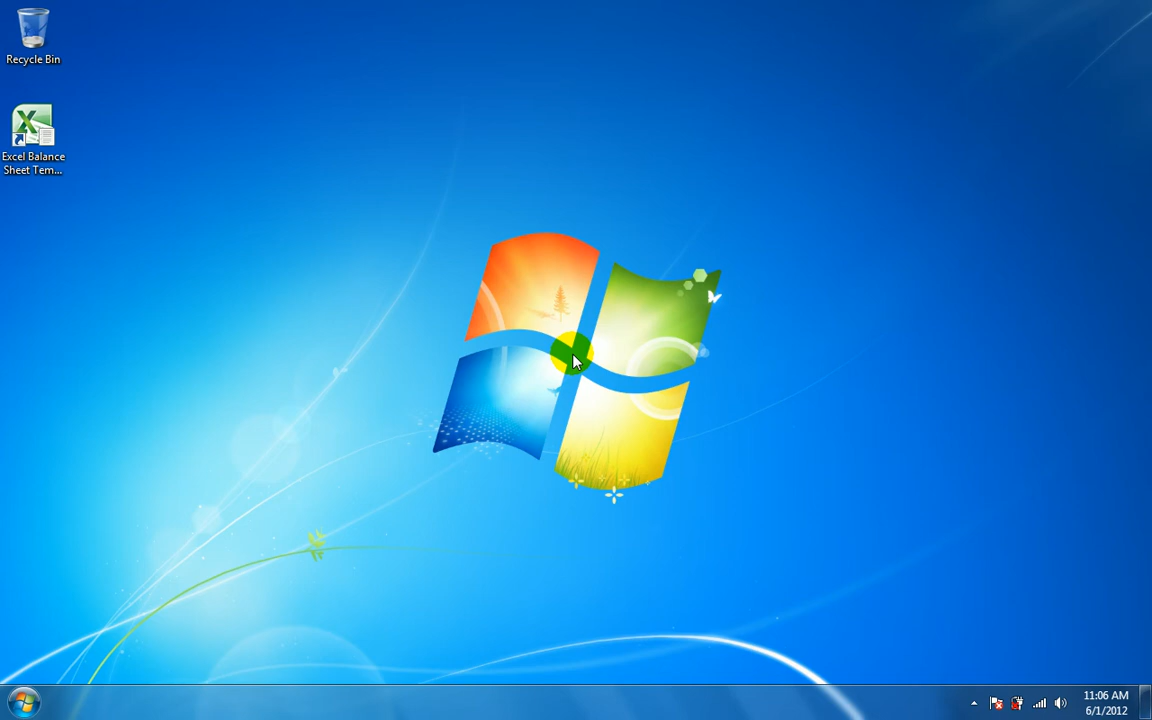 Recycle Bin
Excel Balance
Sheet Tem...
11:06 AM
6/1/2012